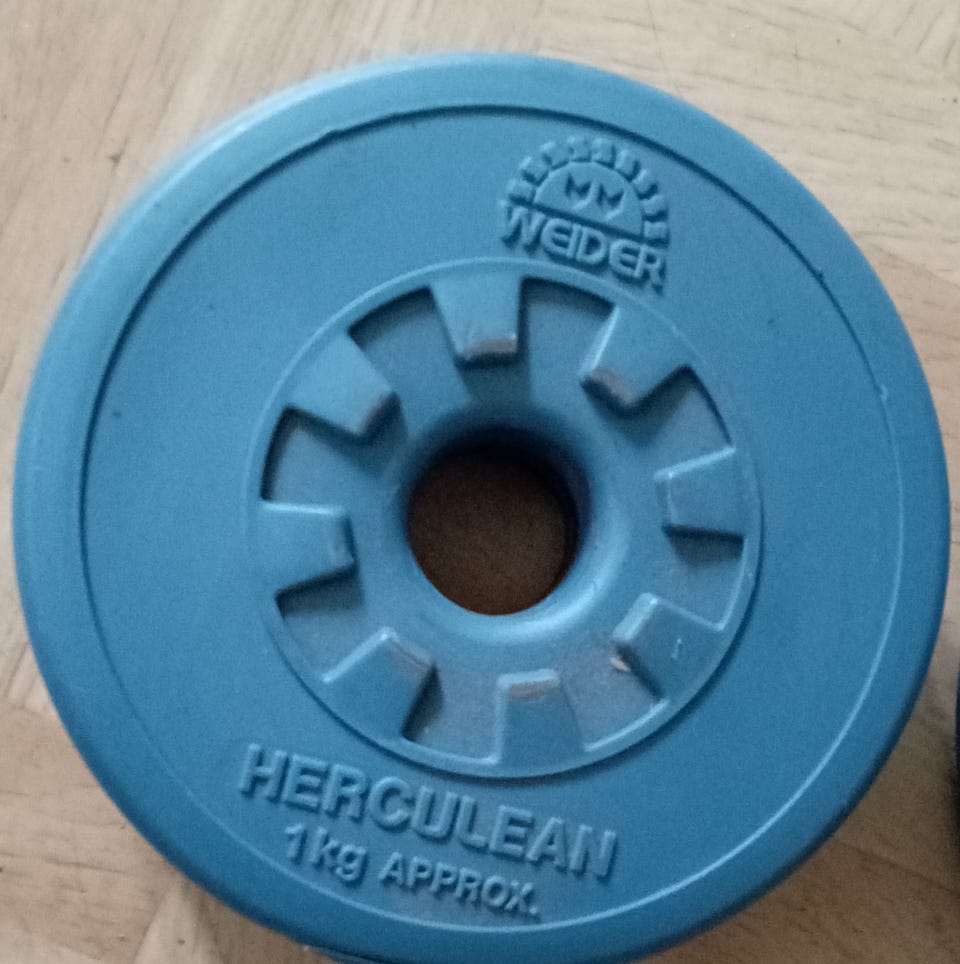 WEIDER
HERCULEAN
1kg APPROX.